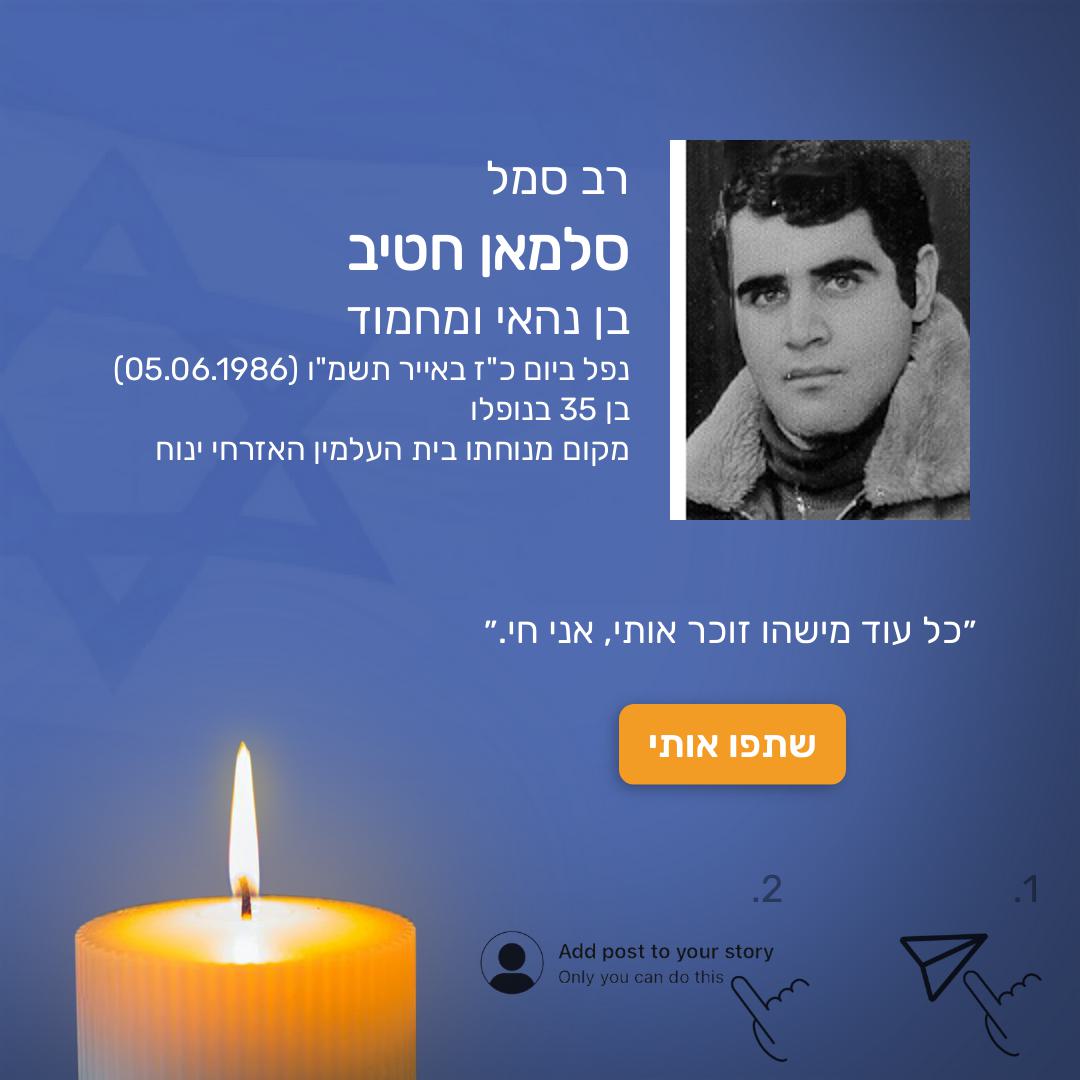 רב סמל
סלמאן חטיב
בן נהאי ומחמוד
נפל ביום כ"ז באייר תשמ"ו (05.06.1986)
בן 35 בנופלו
מקום מנוחתו בית העלמין האזרחי ינוח
״כל עוד מישהו זוכר אותי, אני חי.״
שתפו אותי
1.
2.
Add post to your story
Only you can do this